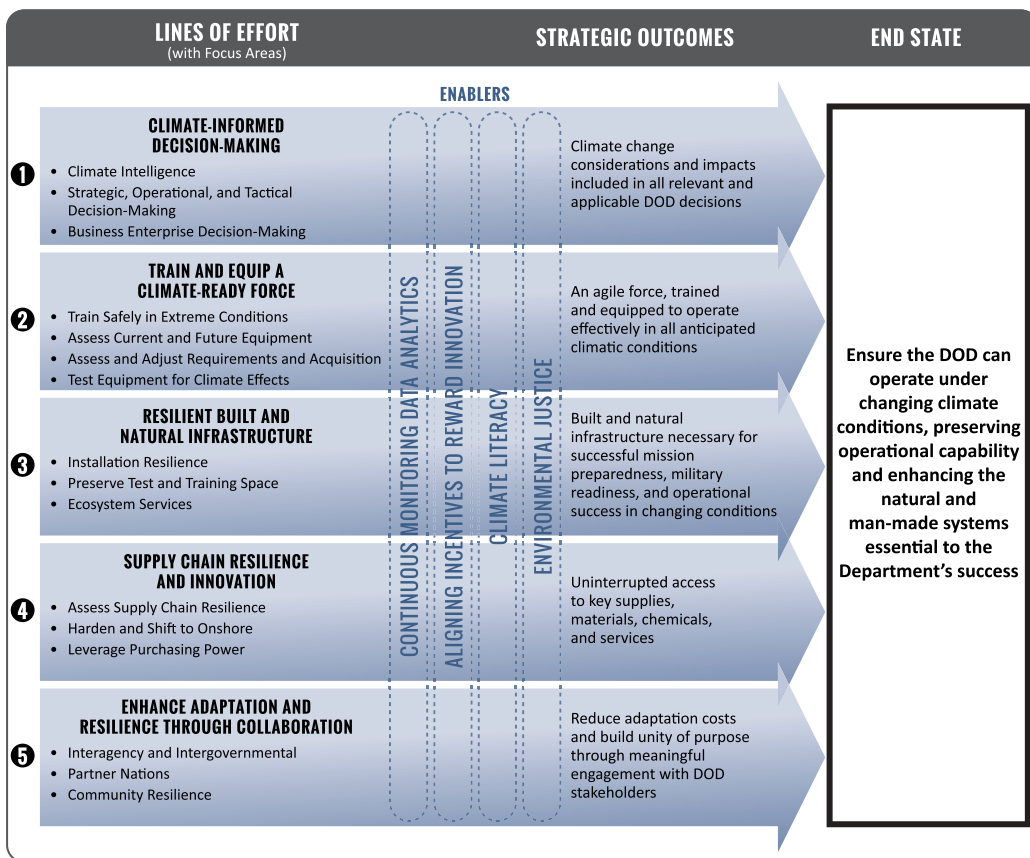 LINES OF EFFORT
(with Focus Areas)
STRATEGIC OUTCOMES
END STATE
ENABLERS
1
CLIMATE-INFORMED
DECISION-MAKING
• Climate Intelligence
• Strategic, Operational, and Tactical
Decision-Making
• Business Enterprise Decision-Making
Climate change
considerations and impacts
included in all relevant and
applicable DOD decisions
2
TRAIN AND EQUIP A
CLIMATE-READY FORCE
• Train Safely in Extreme Conditions
• Assess Current and Future Equipment
• Assess and Adjust Requirements and Acquisition
• Test Equipment for Climate Effects
An agile force, trained
and equipped to operate
effectively in all anticipated
climatic conditions
3
RESILIENT BUILT AND
NATURAL INFRASTRUCTURE
• Installation Resilience
• Preserve Test and Training Space
• Ecosystem Services
Built and natural
infrastructure necessary for
successful mission
preparedness, military
readiness, and operational
success in changing conditions
4
SUPPLY CHAIN RESILIENCE
AND INNOVATION
• Assess Supply Chain Resilience
• Harden and Shift to Onshore
• Leverage Purchasing Power
Uninterrupted access
to key supplies,
materials, chemicals,
and services
5
ENHANCE ADAPTATION AND
RESILIENCE THROUGH COLLABORATION
• Interagency and Intergovernmental
• Partner Nations
• Community Resilience
Reduce adaptation costs
and build unity of purpose
through meaningful
engagement with DOD
stakeholders
CONTINUOUS MONITORING DATA ANALYTICS
ALIGNING INCENTIVES TO REWARD INNOVATION
CLIMATE LITERACY
ENVIRONMENTAL JUSTICE
Ensure the DOD can
operate under
changing climate
conditions, preserving
operational capability
and enhancing the
natural and
man-made systems
essential to the
Department's success